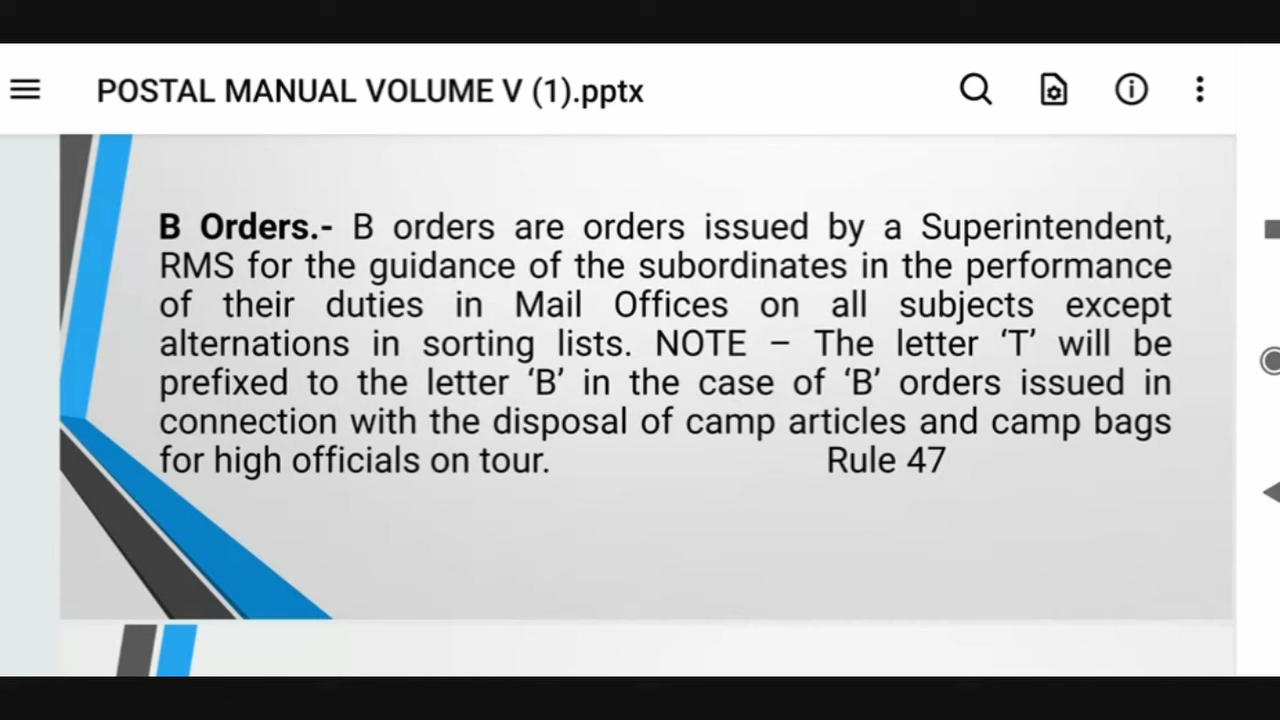 POSTAL MANUAL VOLUME V (1).pptx
B Orders.- B orders are orders issued by a Superintendent,
RMS for the guidance of the subordinates in the performance
of their duties in Mail Offices on all subjects except
alternations in sorting lists. NOTE – The letter ‘T’ will be
prefixed to the letter ‘B’ in the case of ‘B’ orders issued in
connection with the disposal of camp articles and camp bags
for high officials on tour. Rule 47